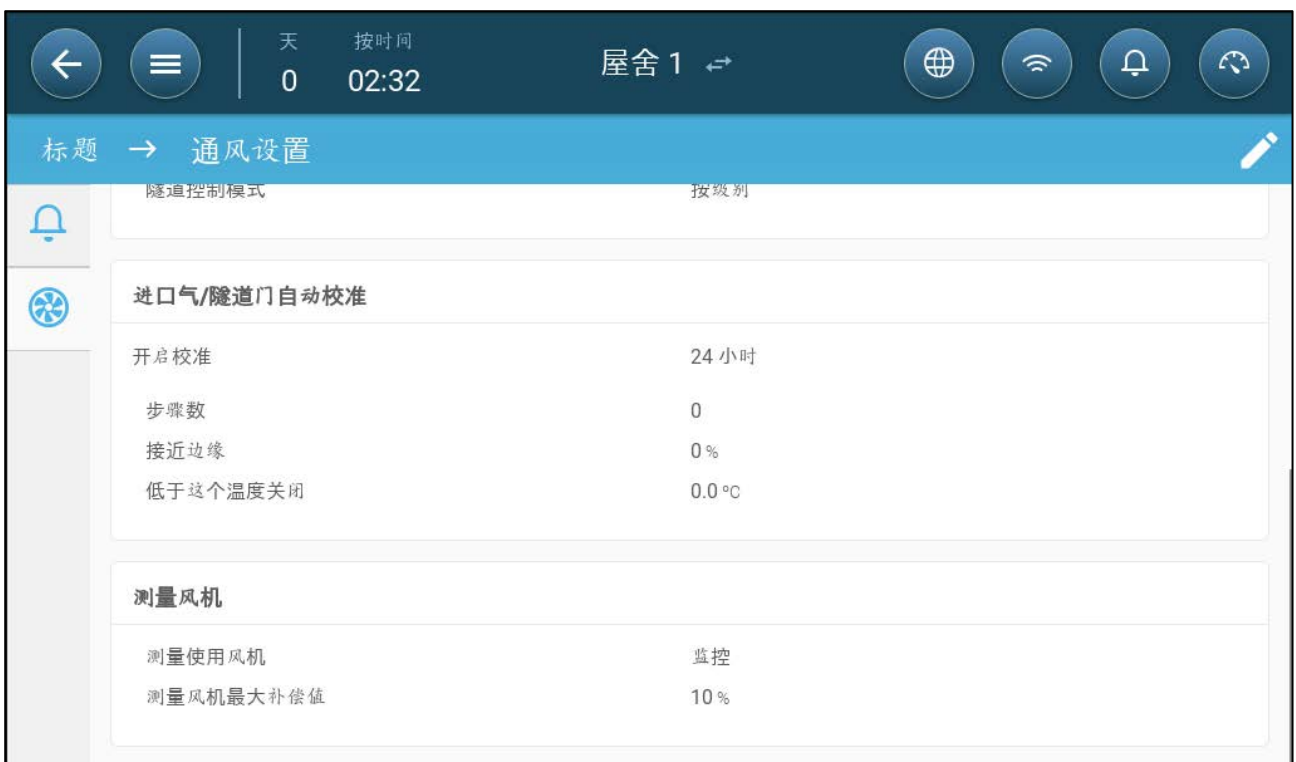 天 按时间
0 02:32
屋舍 1
标题 → 通风设置
隧道控制模式 按级别
进口气/隧道门自动校准
开启校准 24 小时
步骤数 0
接近边缘 0 %
低于这个温度关闭 0.0 ºC
测量风机
测量使用风机 监控
测量风机最大补偿值 10 %